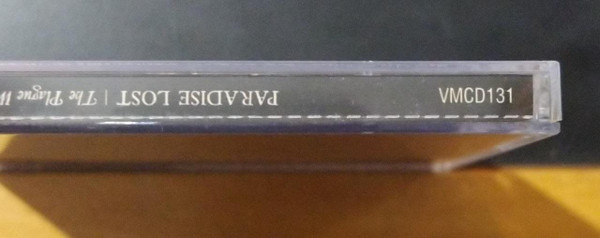 PARADISE LOST | The Plague W
VMCD131